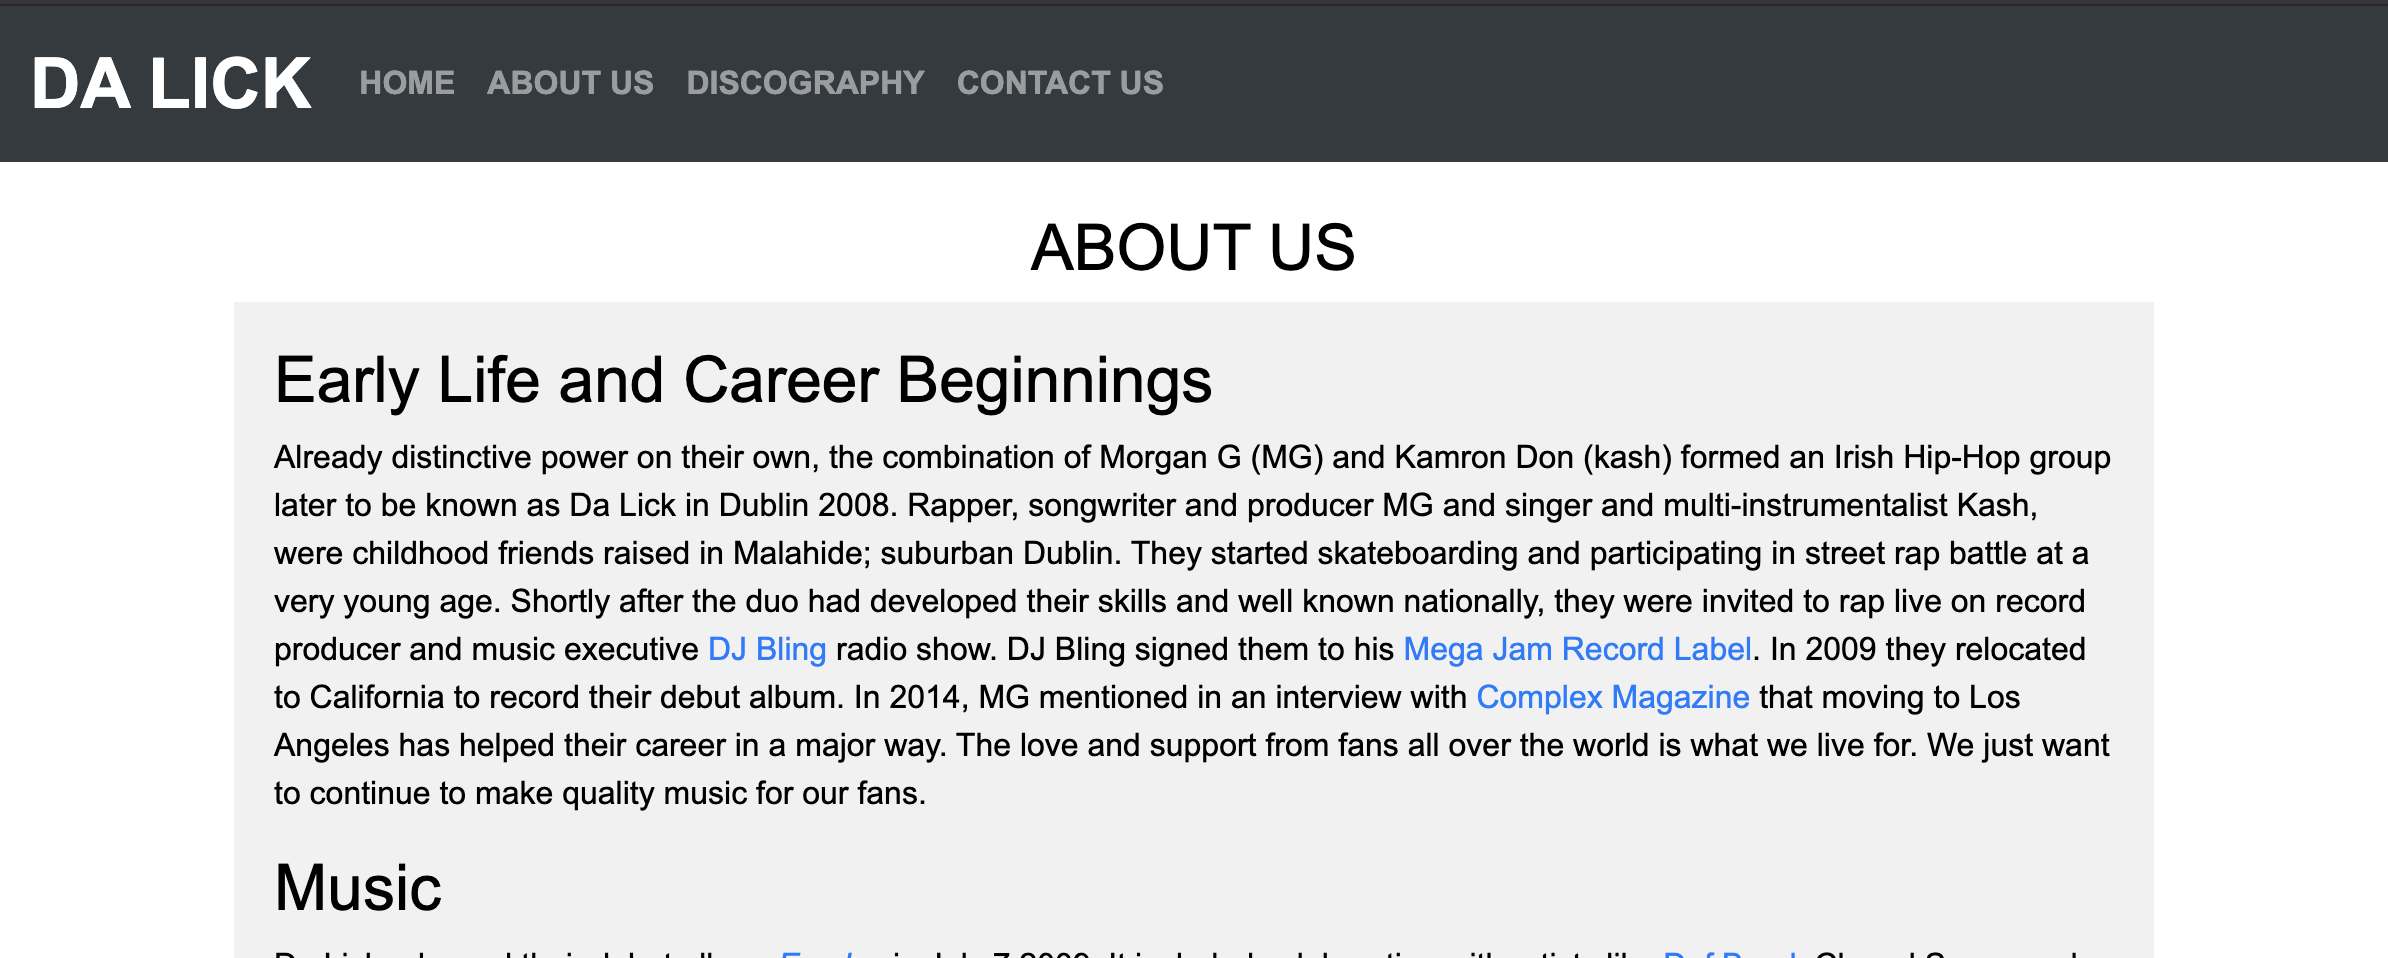 DA LICK HOME ABOUT US DISCOGRAPHY CONTACT US
ABOUT US
Early Life and Career Beginnings
Already distinctive power on their own, the combination of Morgan G (MG) and Kamron Don (kash) formed an Irish Hip-Hop group
later to be known as Da Lick in Dublin 2008. Rapper, songwriter and producer MG and singer and multi-instrumentalist Kash,
were childhood friends raised in Malahide; suburban Dublin. They started skateboarding and participating in street rap battle at a
very young age. Shortly after the duo had developed their skills and well known nationally, they were invited to rap live on record
producer and music executive DJ Bling radio show. DJ Bling signed them to his Mega Jam Record Label. In 2009 they relocated
to California to record their debut album. In 2014, MG mentioned in an interview with Complex Magazine that moving to Los
Angeles has helped their career in a major way. The love and support from fans all over the world is what we live for. We just want
to continue to make quality music for our fans.
Music